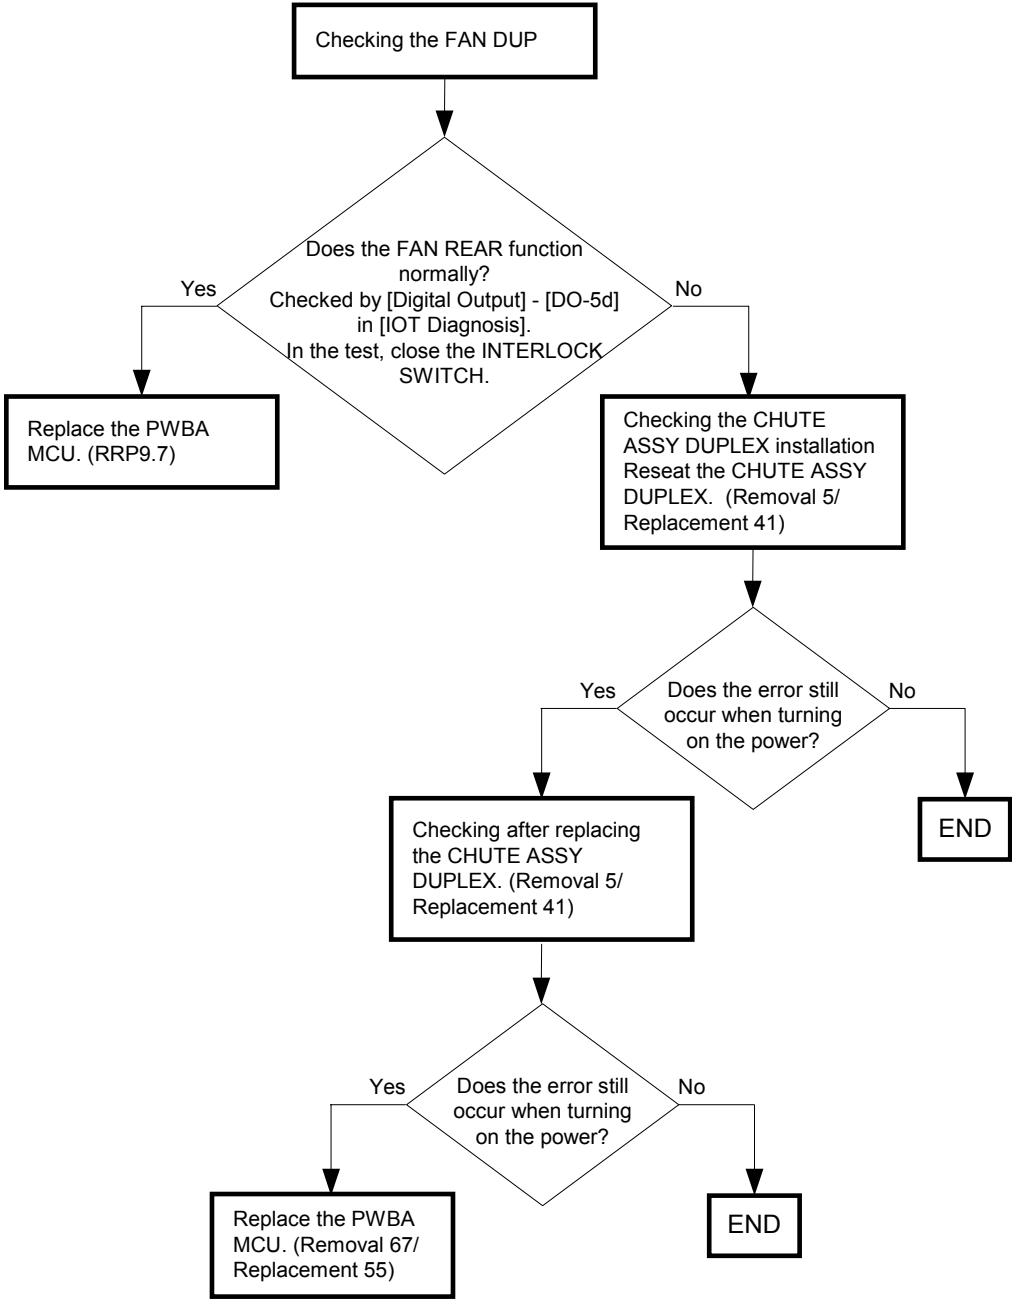 Checking the FAN DUP
Does the FAN REAR function
normally?
Checked by [Digital Output] - [DO-5d]
in [IOT Diagnosis].
In the test, close the INTERLOCK
SWITCH.
Yes
No
Replace the PWBA
MCU. (RRP9.7)
Checking the CHUTE
ASSY DUPLEX installation
Reseat the CHUTE ASSY
DUPLEX.  (Removal 5/
Replacement 41)
Does the error still
occur when turning
on the power?
Yes
No
END
Checking after replacing
the CHUTE ASSY
DUPLEX. (Removal 5/
Replacement 41)
Does the error still
occur when turning
on the power?
Yes
No
Replace the PWBA
MCU. (Removal 67/
Replacement 55)
END